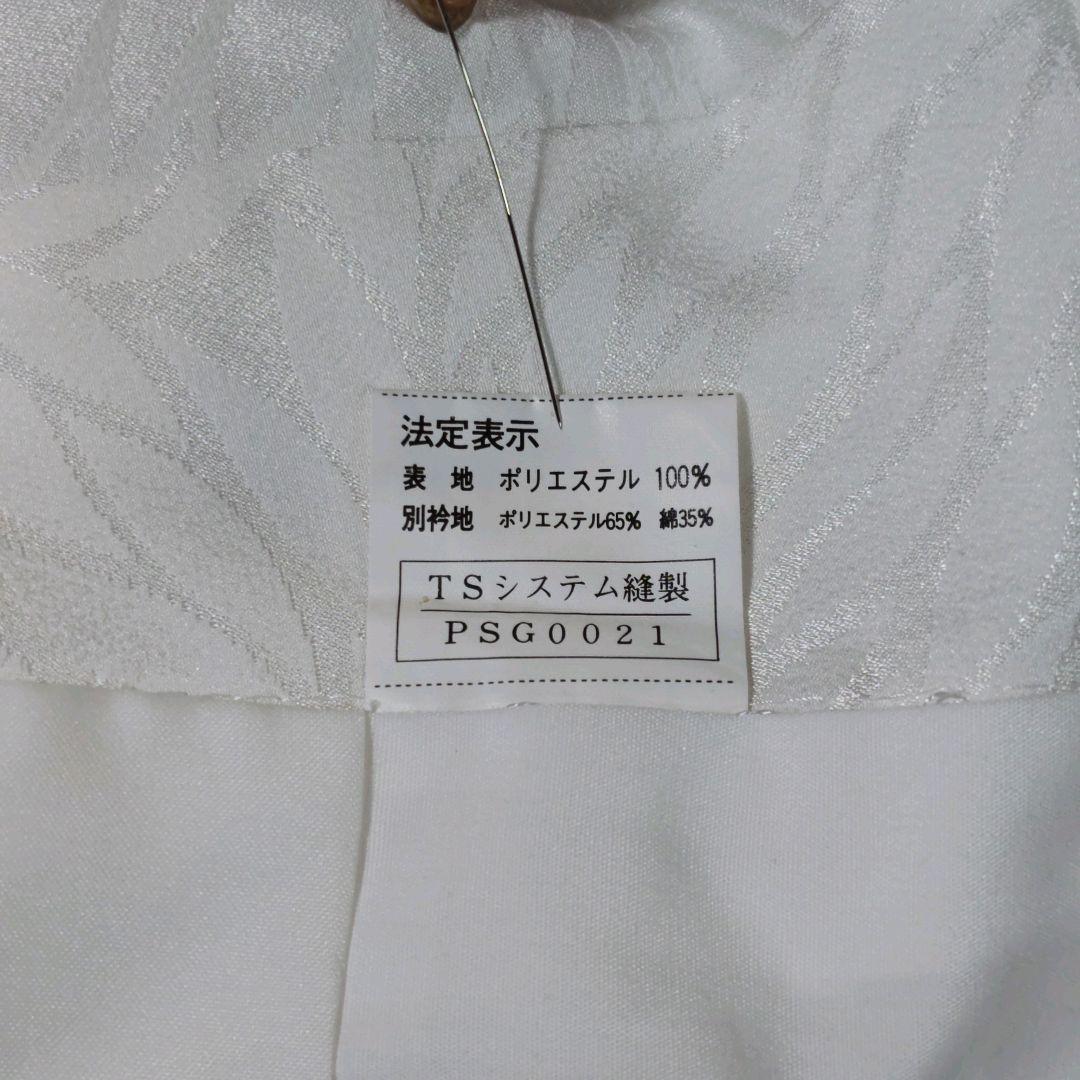 法定表示
表 地 ポリエステル 100%
別衿地 ポリエステル65% 綿35%
TSシステム縫製
PSG0021